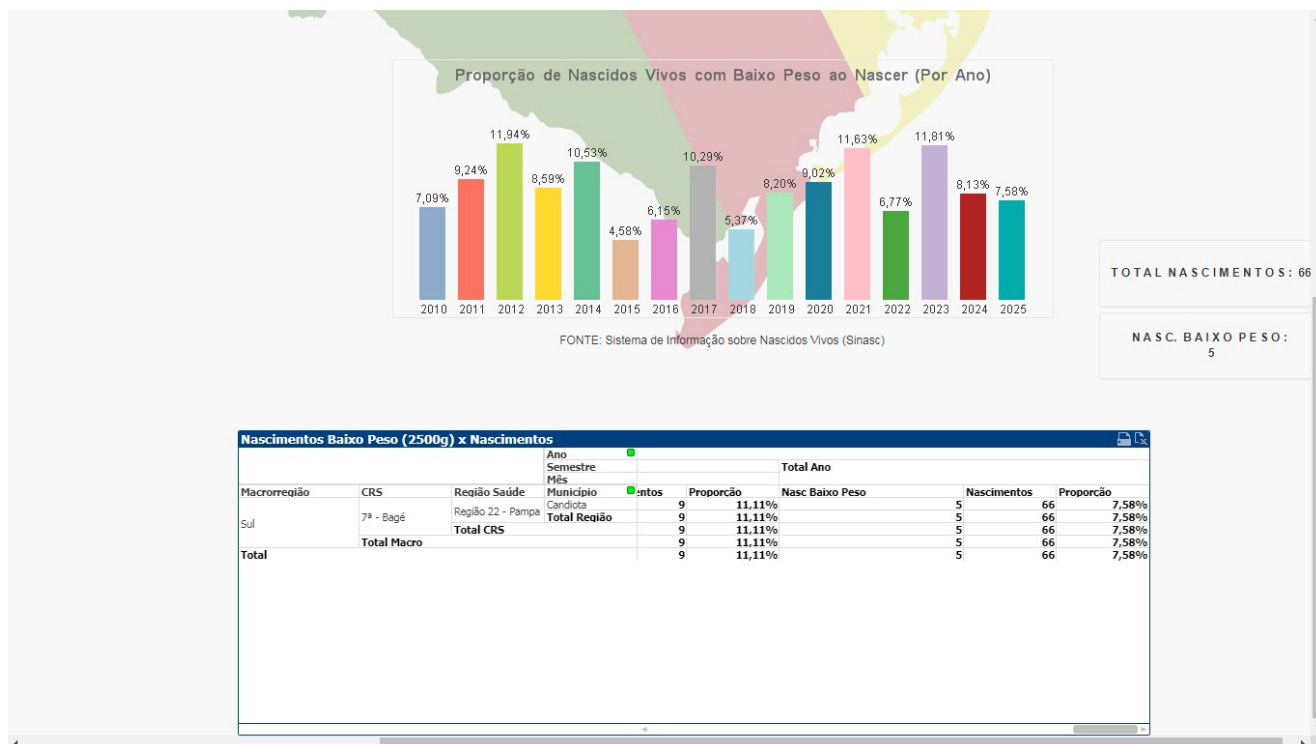 Proporção de Nascidos Vivos com Baixo Peso ao Nascer (Por Ano)
7,09% 9,24% 11,94% 8,59% 10,53% 4,58% 6,15% 10,29% 5,37% 8,20% 9,02% 11,63% 6,77% 11,81% 8,13% 7,58%
2010 2011 2012 2013 2014 2015 2016 2017 2018 2019 2020 2021 2022 2023 2024 2025
FONTE: Sistema de Informação sobre Nascidos Vivos (Sinasc)
TOTAL NASCIMENTOS: 66
NASC. BAIXO PESO:
5
Nascimentos Baixo Peso (2500g) x Nascimentos
Ano
Semestre Total Ano
Mês
Macrorregião CRS Região Saúde Município entos Proporção Nasc Baixo Peso Nascimentos Proporção
Sul 7ª - Bagé Região 22 - Pampa Candiota 9 11,11% 5 66 7,58%
Total Região 9 11,11% 5 66 7,58%
Total CRS 9 11,11% 5 66 7,58%
Total Macro 9 11,11% 5 66 7,58%
Total 9 11,11% 5 66 7,58%